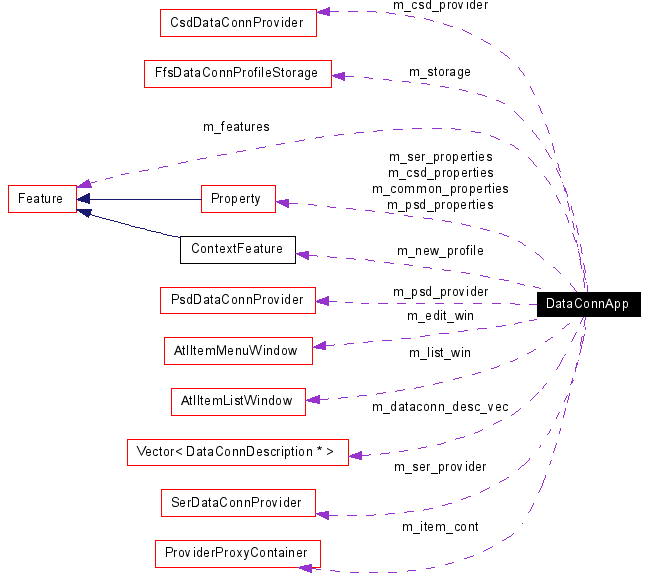 m_csd_provider
CsdDataConnProvider
FfsDataConnProfileStorage
m_storage
m_features
m_ser_properties
m_csd_properties
m_common_properties
m_psd_properties
Feature
Property
ContextFeature
m_new_profile
PsdDataConnProvider
m_psd_provider
DataConnApp
m_edit_win
AtlItemMenuWindow
m_list_win
AtlItemListWindow
m_dataconn_desc_vec
Vector< DataConnDescription * >
m_ser_provider
SerDataConnProvider
m_item_cont
ProviderProxyContainer